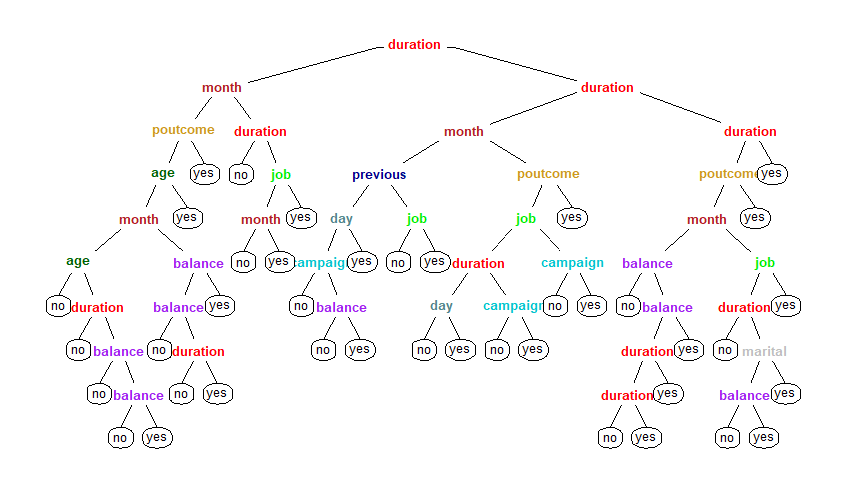 duration
month duration
poutcome duration month duration
age yes no job previous poutcome poutcome yes
month yes month yes day job job yes month yes
age balance no yes campaign yes no yes duration campaign balance job
no duration balance yes no balance day campaign no yes no balance duration yes
no balance no duration no yes no yes no yes duration yes no marital
no balance no yes duration yes balance yes
no yes no yes no yes